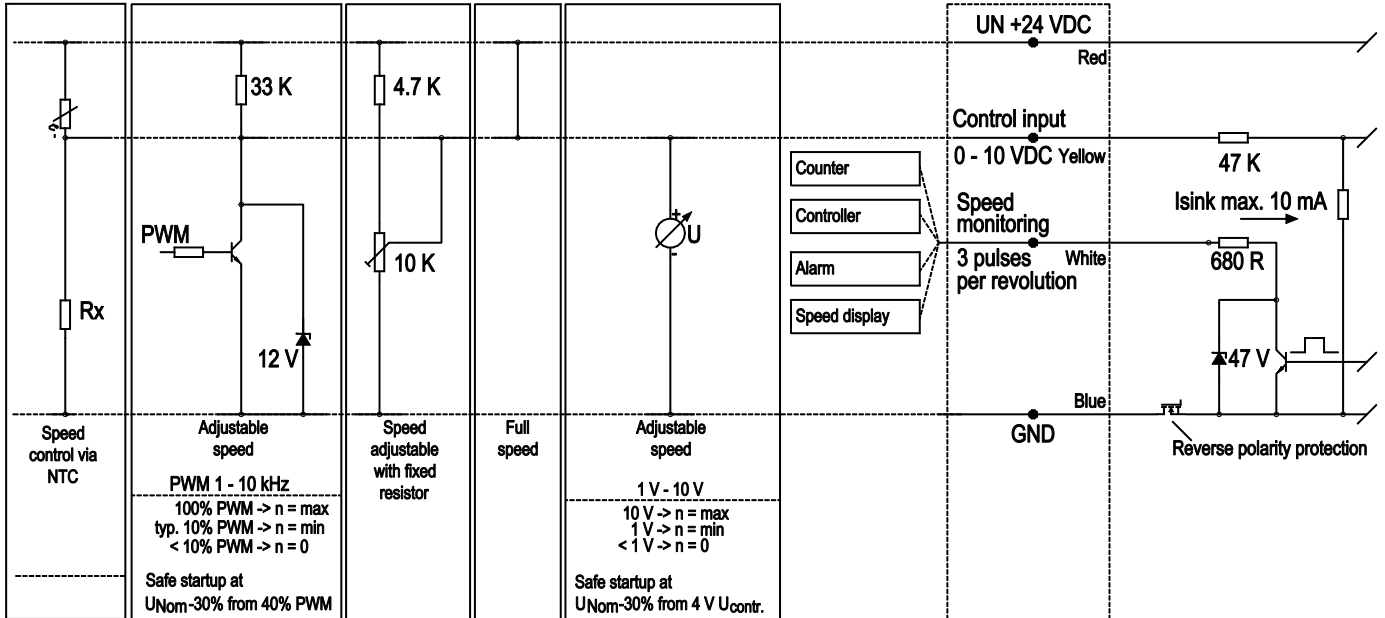 UN +24 VDC
Red
33 K
4.7 K
Control input
0 - 10 VDC Yellow
47 K
Counter
Controller
Alarm
Speed display
Speed
monitoring
3 pulses
per revolution
White
Isink max. 10 mA
680 R
PWM
10 K
+
U
-
Rx
12 V
47 V
Blue
GND
Reverse polarity protection
Speed
control via
NTC
Adjustable
speed
PWM 1 - 10 kHz
100% PWM -> n = max
typ. 10% PWM -> n = min
< 10% PWM -> n = 0
Safe startup at
UNom-30% from 40% PWM
Speed
adjustable
with fixed
resistor
Full
speed
Adjustable
speed
1 V - 10 V
10 V -> n = max
1 V -> n = min
< 1 V -> n = 0
Safe startup at
UNom-30% from 4 V Ucontr.